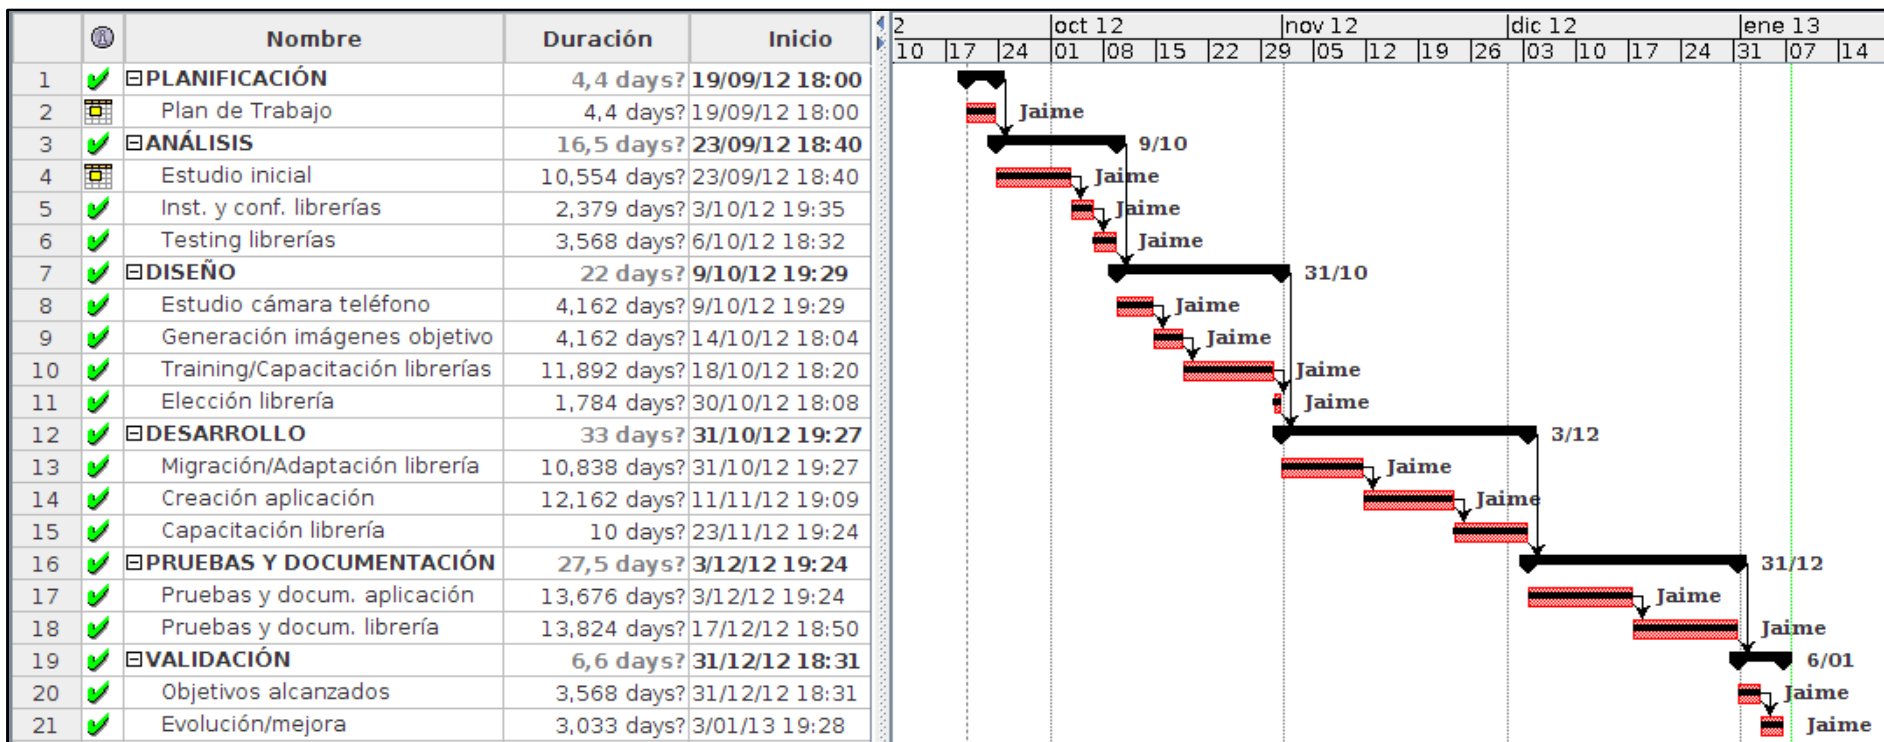 Nombre Duración Inicio 2 oct 12 nov 12 dic 12 ene 13
10 17 24 01 08 15 22 29 05 12 19 26 03 10 17 24 31 07 14
1 PLANIFICACIÓN 4,4 days? 19/09/12 18:00
2 Plan de Trabajo 4,4 days? 19/09/12 18:00 Jaime
3 ANÁLISIS 16,5 days? 23/09/12 18:40 9/10
4 Estudio inicial 10,554 days? 23/09/12 18:40 Jaime
5 Inst. y conf. librerías 2,379 days? 3/10/12 19:35 Jaime
6 Testing librerías 3,568 days? 6/10/12 18:32 Jaime
7 DISEÑO 22 days? 9/10/12 19:29 31/10
8 Estudio cámara teléfono 4,162 days? 9/10/12 19:29 Jaime
9 Generación imágenes objetivo 4,162 days? 14/10/12 18:04 Jaime
10 Training/Capacitación librerías 11,892 days? 18/10/12 18:20 Jaime
11 Elección librería 1,784 days? 30/10/12 18:08 Jaime
12 DESARROLLO 33 days? 31/10/12 19:27 3/12
13 Migración/Adaptación librería 10,838 days? 31/10/12 19:27 Jaime
14 Creación aplicación 12,162 days? 11/11/12 19:09 Jaime
15 Capacitación librería 10 days? 23/11/12 19:24
16 PRUEBAS Y DOCUMENTACIÓN 27,5 days? 3/12/12 19:24 31/12
17 Pruebas y docum. aplicación 13,676 days? 3/12/12 19:24 Jaime
18 Pruebas y docum. librería 13,824 days? 17/12/12 18:50 Jaime
19 VALIDACIÓN 6,6 days? 31/12/12 18:31 6/01
20 Objetivos alcanzados 3,568 days? 31/12/12 18:31 Jaime
21 Evolución/mejora 3,033 days? 3/01/13 19:28 Jaime